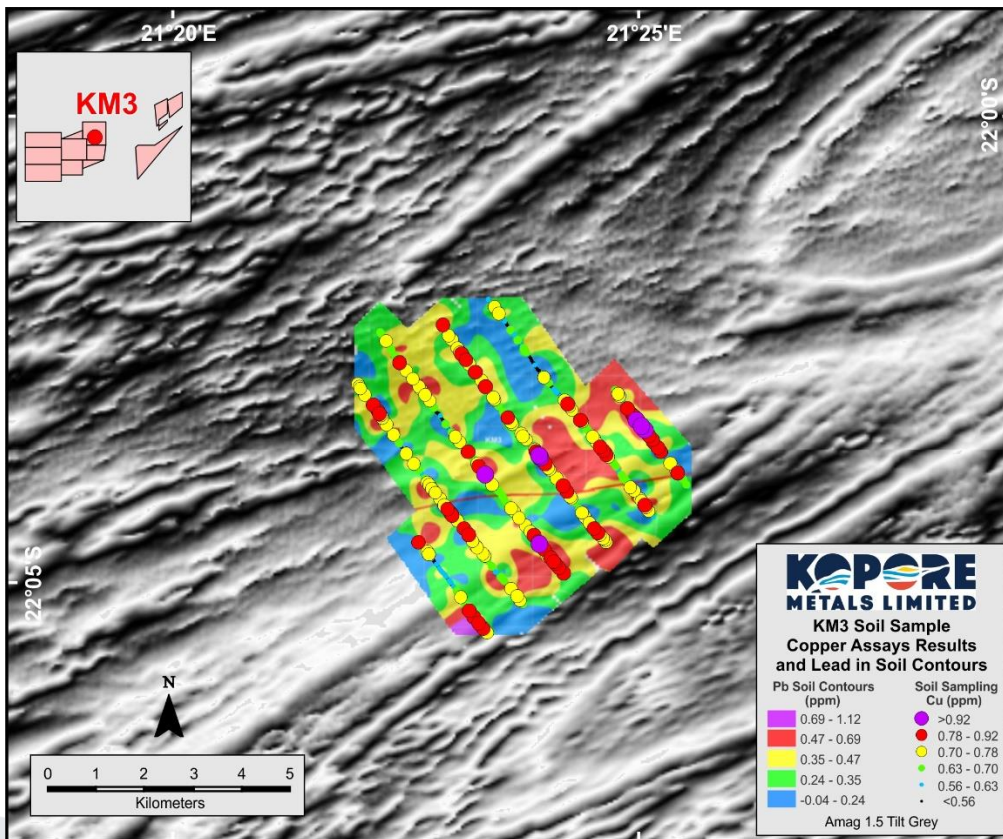 21°20'E
21°25'E
KM3
22°00'S
KM3
22°05'S
KOPORE
METALS LIMITED
KM3 Soil Sample
Copper Assays Results
and Lead in Soil Contours
Pb Soil Contours
(ppm)
0.69 - 1.12
0.47 - 0.69
0.35 - 0.47
0.24 - 0.35
-0.04 - 0.24
Soil Sampling
Cu (ppm)
>0.92
0.78 - 0.92
0.70 - 0.78
0.63 - 0.70
0.56 - 0.63
<0.56
Amag 1.5 Tilt Grey
N
0 1 2 3 4 5
Kilometers